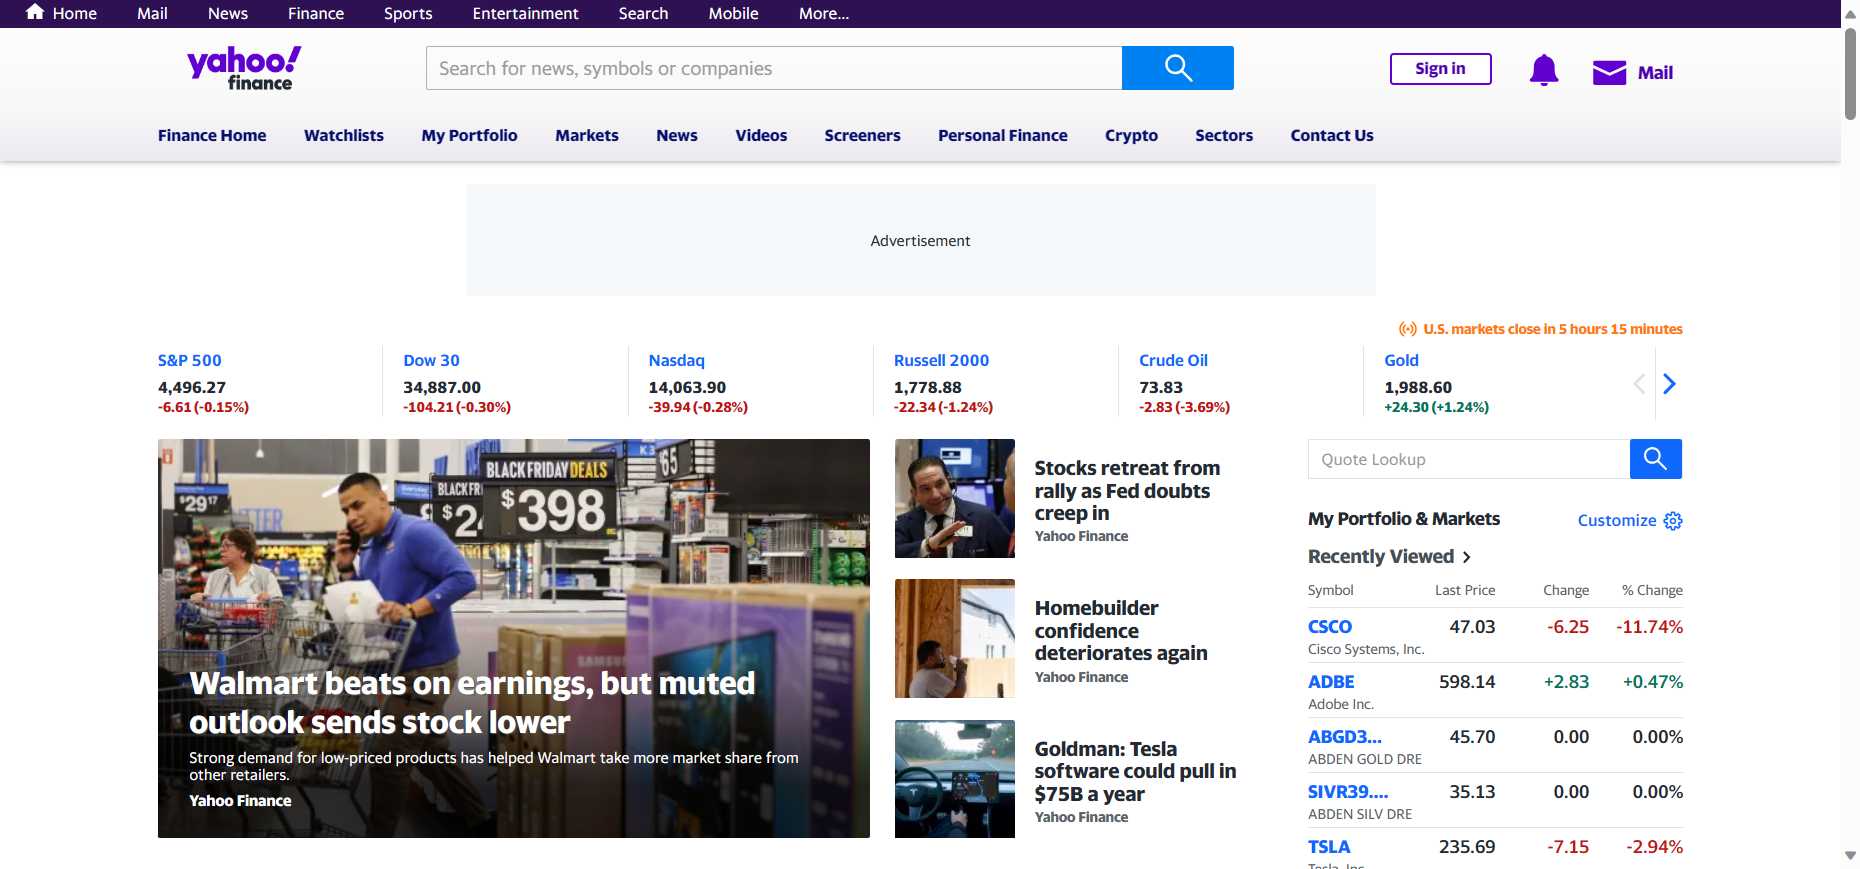 Home Mail News Finance Sports Entertainment Search Mobile More...
yahoo!
finance
Search for news, symbols or companies
Sign in
Mail
Finance Home Watchlists My Portfolio Markets News Videos Screeners Personal Finance Crypto Sectors Contact Us
Advertisement
U.S. markets close in 5 hours 15 minutes
S&P 500
4,496.27
-6.61 (-0.15%)
Dow 30
34,887.00
-104.21 (-0.30%)
Nasdaq
14,063.90
-39.94 (-0.28%)
Russell 2000
1,778.88
-22.34 (-1.24%)
Crude Oil
73.83
-2.83 (-3.69%)
Gold
1,988.60
+24.30 (+1.24%)
BLACK FRIDAY DEALS
$398
$2917
Walmart beats on earnings, but muted
outlook sends stock lower
Strong demand for low-priced products has helped Walmart take more market share from
other retailers.
Yahoo Finance
Stocks retreat from
rally as Fed doubts
creep in
Yahoo Finance
Homebuilder
confidence
deteriorates again
Yahoo Finance
Goldman: Tesla
software could pull in
$75B a year
Yahoo Finance
Quote Lookup
My Portfolio & Markets
Customize
Recently Viewed
Symbol Last Price Change % Change
CSCO 47.03 -6.25 -11.74%
Cisco Systems, Inc.
ADBE 598.14 +2.83 +0.47%
Adobe Inc.
ABGD3... 45.70 0.00 0.00%
ABDEN GOLD DRE
SIVR39.... 35.13 0.00 0.00%
ABDEN SILV DRE
TSLA 235.69 -7.15 -2.94%
Tesla, Inc.